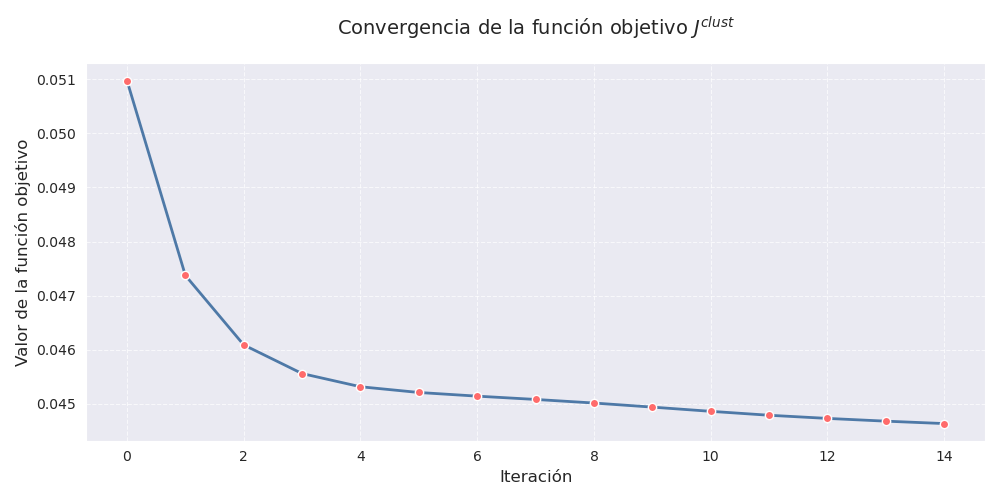 Convergencia de la función objetivo J^{clust}
Valor de la función objetivo
0.051
0.050
0.049
0.048
0.047
0.046
0.045
0 2 4 6 8 10 12 14
Iteración